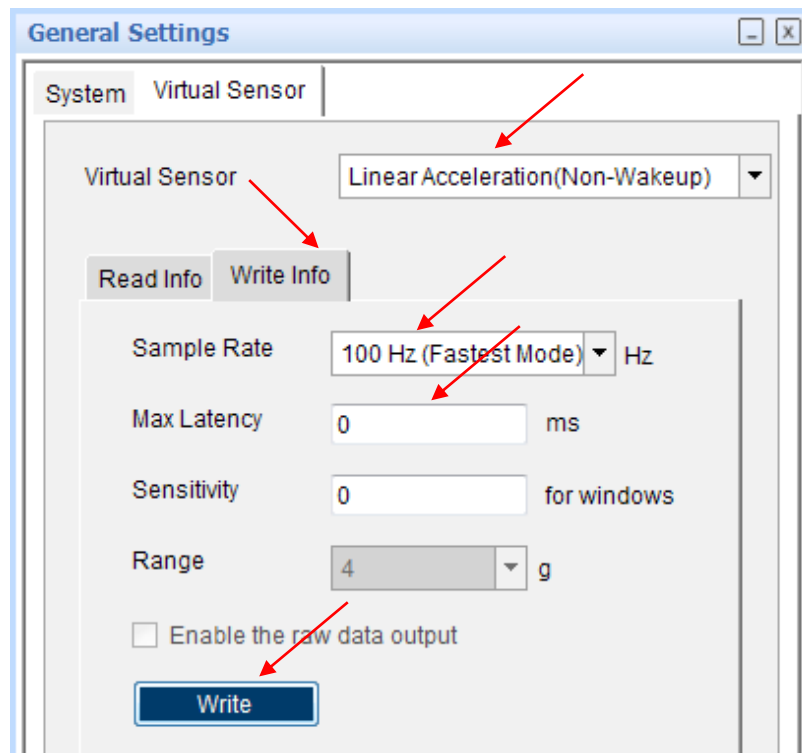 General Settings
System Virtual Sensor
Virtual Sensor Linear Acceleration(Non-Wakeup)
Read Info Write Info
Sample Rate 100 Hz (Fastest Mode) Hz
Max Latency 0 ms
Sensitivity 0 for windows
Range 4 g
Enable the raw data output
Write